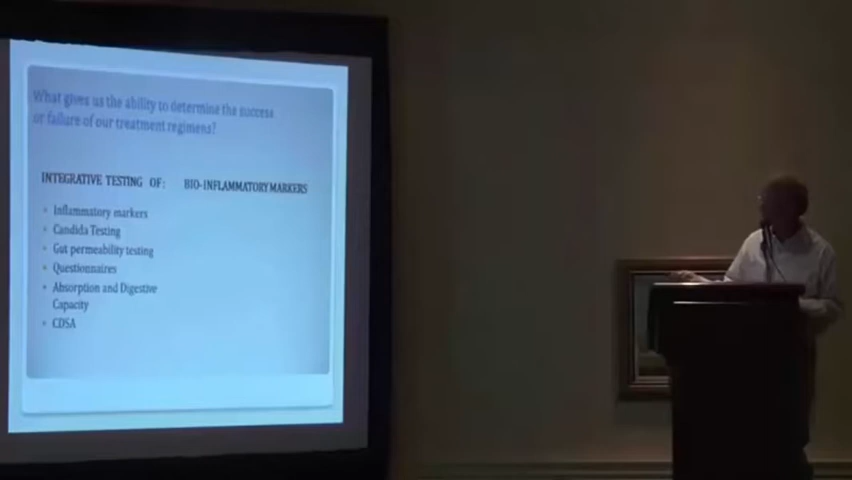 What gives us the ability to determine the success
or failure of our treatment regimens?
INTEGRATIVE TESTING OF: BIO-INFLAMMATORY MARKERS
• Inflammatory markers
• Candida Testing
• Gut permeability testing
• Questionnaires
• Absorption and Digestive
Capacity
• CDSA